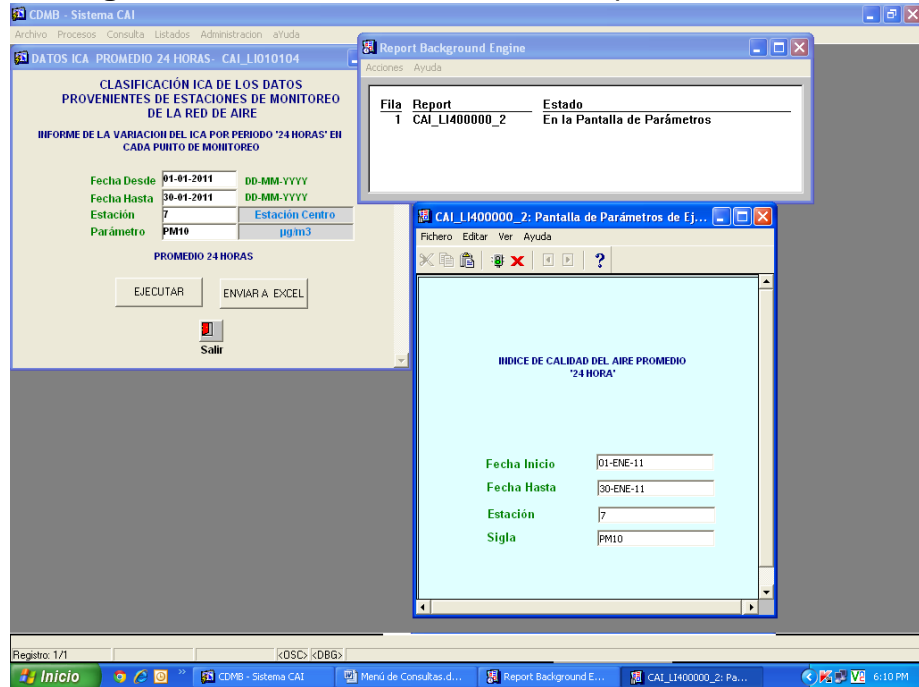 CDMB - Sistema CAI
Archivo Procesos Consulta Listados Administracion aYuda
DATOS ICA PROMEDIO 24 HORAS- CAI_LI010104
CLASIFICACIÓN ICA DE LOS DATOS
PROVENIENTES DE ESTACIONES DE MONITOREO
DE LA RED DE AIRE
INFORME DE LA VARIACION DEL ICA POR PERIODO '24 HORAS' EN
CADA PUNTO DE MONITOREO
Fecha Desde 01-01-2011 DD-MM-YYYY
Fecha Hasta 30-01-2011 DD-MM-YYYY
Estación 7 Estación Centro
Parámetro PM10 µg/m3
PROMEDIO 24 HORAS
EJECUTAR ENVIAR A EXCEL
Salir
Report Background Engine
Acciones Ayuda
Fila Report Estado
1 CAI_LI400000_2 En la Pantalla de Parámetros
CAI_LI400000_2: Pantalla de Parámetros de Ej...
Fichero Editar Ver Ayuda
INDICE DE CALIDAD DEL AIRE PROMEDIO
'24 HORA'
Fecha Inicio 01-ENE-11
Fecha Hasta 30-ENE-11
Estación 7
Sigla PM10
Registro: 1/1 <OSC> <DBG>
Inicio CDMB - Sistema CAI Menú de Consultas.d... Report Background E... CAI_LI400000_2: Pa... 6:10 PM